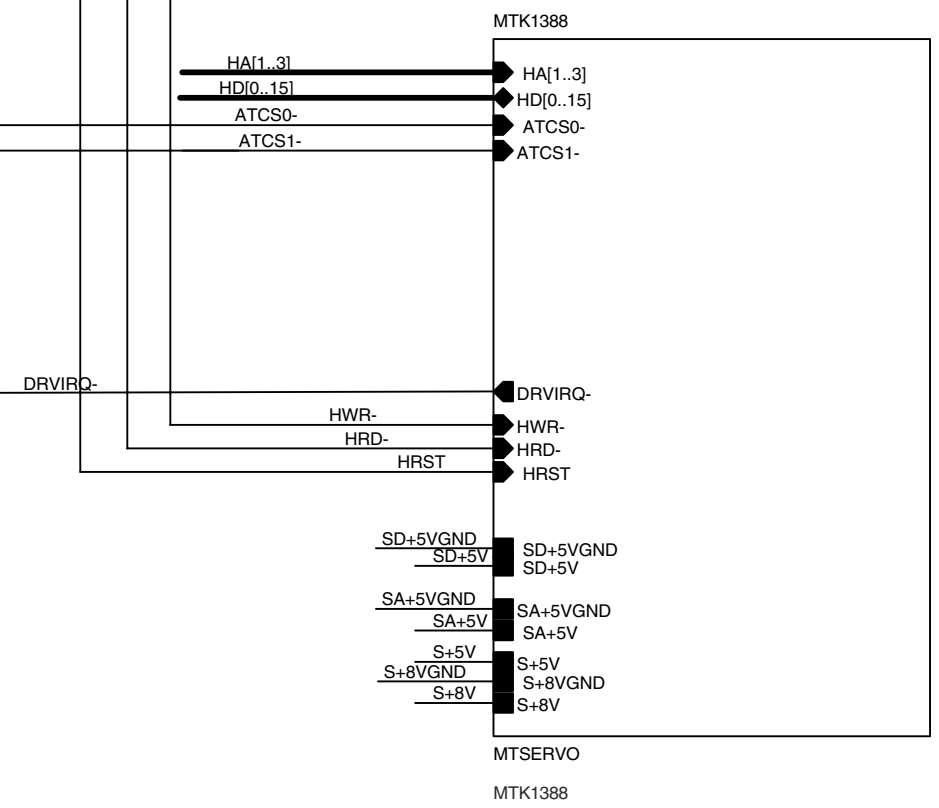 MTK1388
HA[1..3] HA[1..3]
HD[0..15] HD[0..15]
ATCS0- ATCS0-
ATCS1- ATCS1-
DRVIRQ- DRVIRQ-
HWR- HWR-
HRD- HRD-
HRST HRST
SD+5VGND SD+5VGND
SD+5V SD+5V
SA+5VGND SA+5VGND
SA+5V SA+5V
S+5V S+5V
S+8VGND S+8VGND
S+8V S+8V
MTSERVO
MTK1388